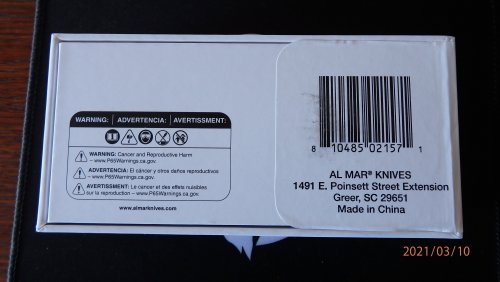 WARNING: | ADVERTENCIA: | AVERTISSEMENT:
WARNING: Cancer and Reproductive Harm
– www.P65Warnings.ca.gov.
ADVERTENCIA: El cáncer y otros daños reproductivos
– www.P65Warnings.ca.gov.
AVERTISSEMENT: Le cancer et des effets nuisibles
sur la reproduction – www.P65Warnings.ca.gov.
www.almarknives.com
8 10485 02157 1
AL MAR® KNIVES
1491 E. Poinsett Street Extension
Greer, SC 29651
Made in China
2021/03/10